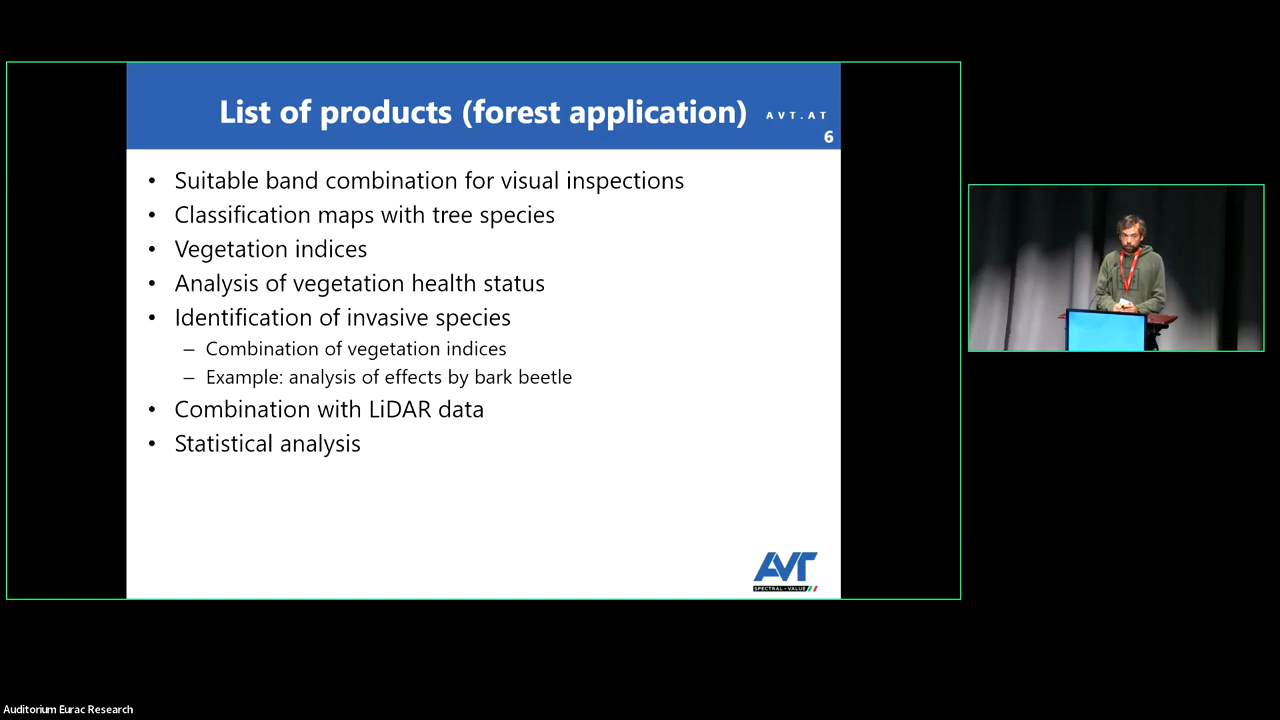 List of products (forest application)
AVT.AT
6
• Suitable band combination for visual inspections
• Classification maps with tree species
• Vegetation indices
• Analysis of vegetation health status
• Identification of invasive species
– Combination of vegetation indices
– Example: analysis of effects by bark beetle
• Combination with LiDAR data
• Statistical analysis
AVT
SPECTRAL - VALUE
Auditorium Eurac Research